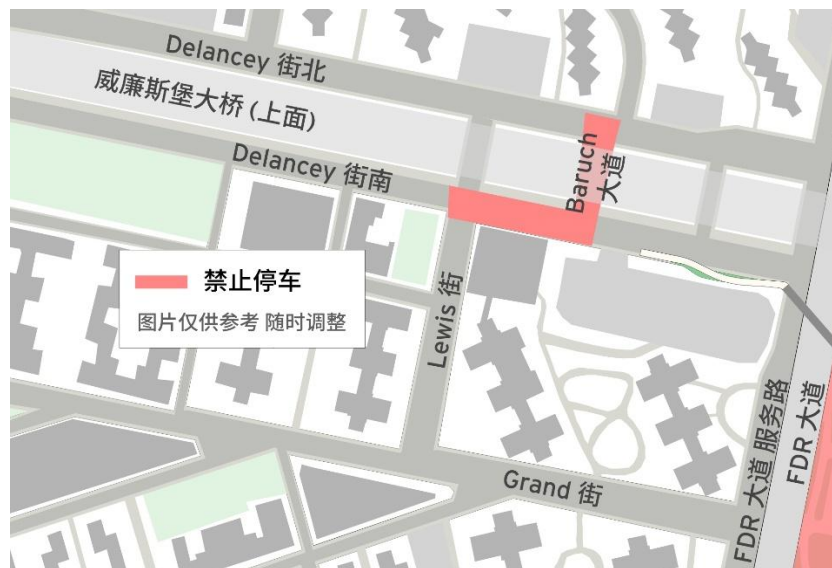 Delancey 街北
威廉斯堡大桥 (上面)
Delancey 街南
Baruch
大道
禁止停车
图片仅供参考 随时调整
Lewis 街
Grand 街
FDR 大道 服务路
FDR 大道